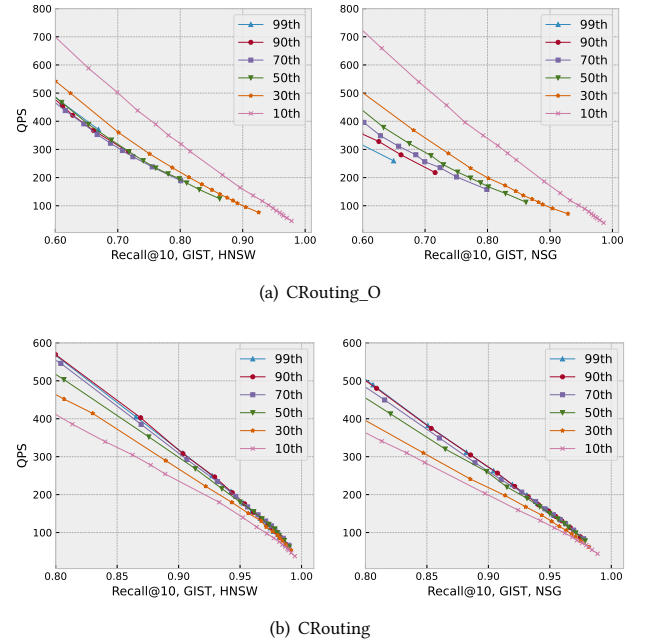 800
700
600
500
400
300
200
100
QPS
0.60
0.70
0.80
0.90
1.00
Recall@10, GIST, HNSW
99th
90th
70th
50th
30th
10th
800
700
600
500
400
300
200
100
0.60
0.70
0.80
0.90
1.00
Recall@10, GIST, NSG
99th
90th
70th
50th
30th
10th
(a) CRouting_O
600
500
400
300
200
100
QPS
0.80
0.85
0.90
0.95
1.00
Recall@10, GIST, HNSW
99th
90th
70th
50th
30th
10th
600
500
400
300
200
100
0.80
0.85
0.90
0.95
1.00
Recall@10, GIST, NSG
99th
90th
70th
50th
30th
10th
(b) CRouting